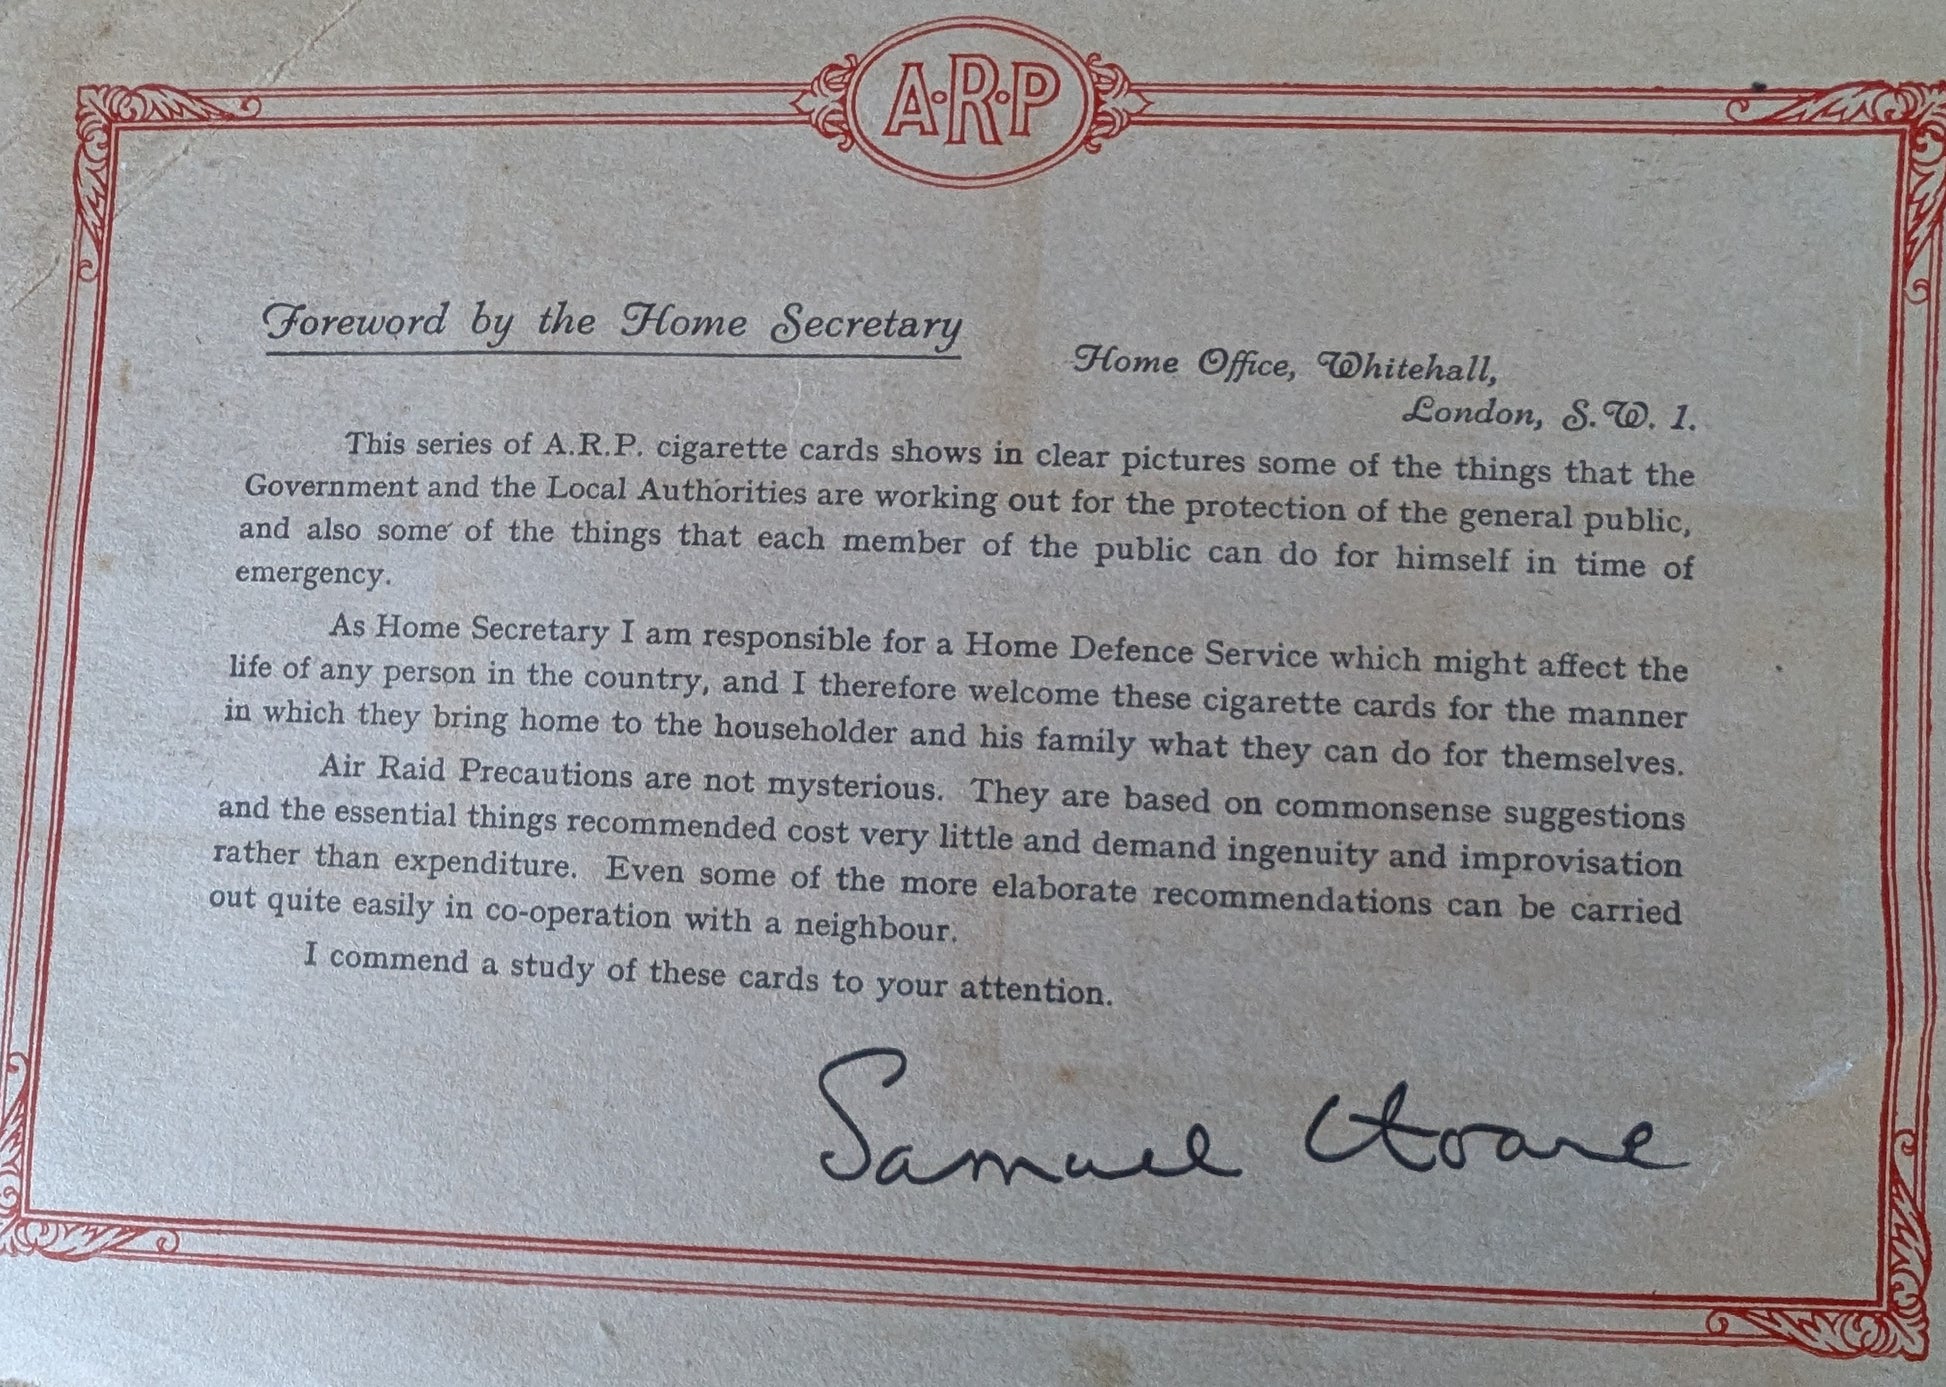 A·R·P
Foreword by the Home Secretary
Home Office, Whitehall,
London, S.W. 1.
This series of A.R.P. cigarette cards shows in clear pictures some of the things that the
Government and the Local Authorities are working out for the protection of the general public,
and also some of the things that each member of the public can do for himself in time of
emergency.
As Home Secretary I am responsible for a Home Defence Service which might affect the
life of any person in the country, and I therefore welcome these cigarette cards for the manner
in which they bring home to the householder and his family what they can do for themselves.
Air Raid Precautions are not mysterious. They are based on commonsense suggestions
and the essential things recommended cost very little and demand ingenuity and improvisation
rather than expenditure. Even some of the more elaborate recommendations can be carried
out quite easily in co-operation with a neighbour.
I commend a study of these cards to your attention.
Samuel Hoare